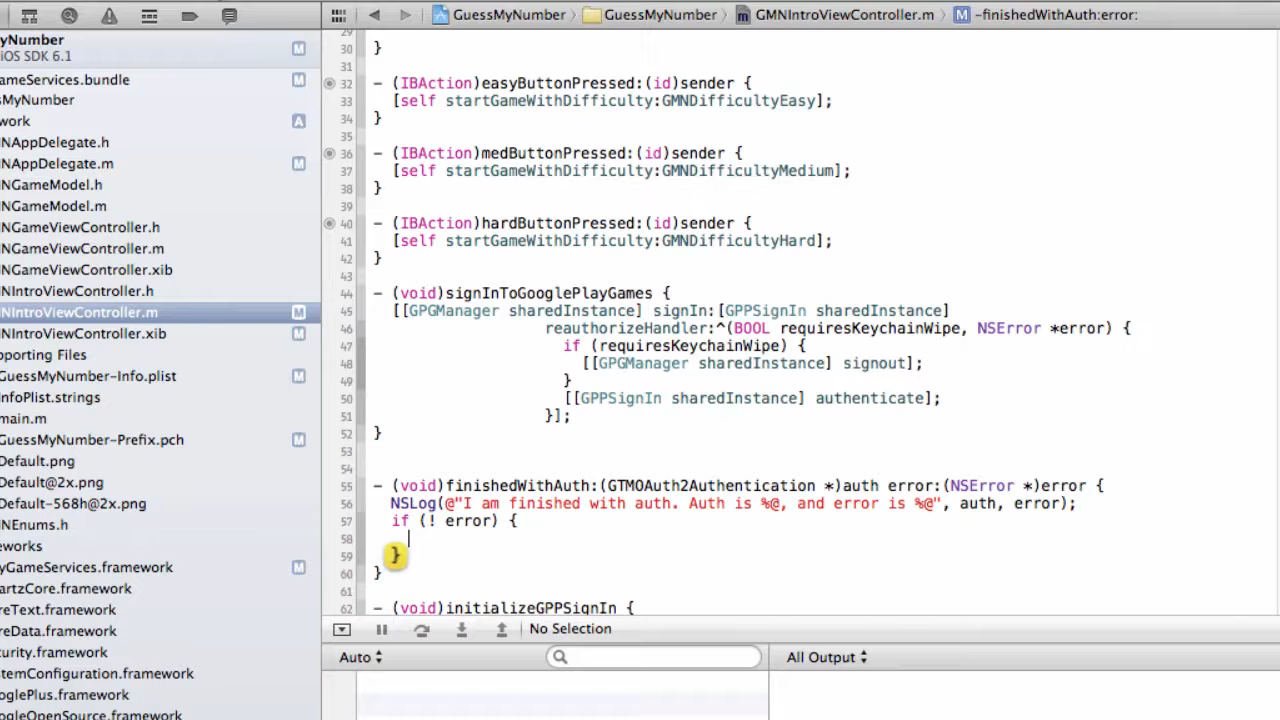 GuessMyNumber GuessMyNumber GMNIntroViewController.m M -finishedWithAuth:error:
yNumber
iOS SDK 6.1 M
ameServices.bundle M
sMyNumber
work A
NAppDelegate.h
NAppDelegate.m M
NGameModel.h
NGameModel.m
NGameViewController.h
NGameViewController.m
NGameViewController.xib
NIntroViewController.h
NIntroViewController.m M
NIntroViewController.xib M
pporting Files
GuessMyNumber-Info.plist M
nfoPlist.strings
main.m
GuessMyNumber-Prefix.pch M
Default.png
Default@2x.png
Default-568h@2x.png
NEnums.h
eworks
yGameServices.framework M
artzCore.framework
reText.framework
reData.framework
urity.framework
stemConfiguration.framework
oglePlus.framework
oogleOpenSource.framework
29
30 }
31
32 - (IBAction)easyButtonPressed:(id)sender {
33 [self startGameWithDifficulty:GMNDifficultyEasy];
34 }
35
36 - (IBAction)medButtonPressed:(id)sender {
37 [self startGameWithDifficulty:GMNDifficultyMedium];
38 }
39
40 - (IBAction)hardButtonPressed:(id)sender {
41 [self startGameWithDifficulty:GMNDifficultyHard];
42 }
43
44 - (void)signInToGooglePlayGames {
45 [[GPGManager sharedInstance] signIn:[GPPSignIn sharedInstance]
46 reauthorizeHandler:^(BOOL requiresKeychainWipe, NSError *error) {
47 if (requiresKeychainWipe) {
48 [[GPGManager sharedInstance] signout];
49 }
50 [[GPPSignIn sharedInstance] authenticate];
51 }];
52 }
53
54
55 - (void)finishedWithAuth:(GTMOAuth2Authentication *)auth error:(NSError *)error {
56 NSLog(@"I am finished with auth. Auth is %@, and error is %@", auth, error);
57 if (! error) {
58
59 }
60 }
61
62 - (void)initializeGPPSignIn {
No Selection
Auto All Output